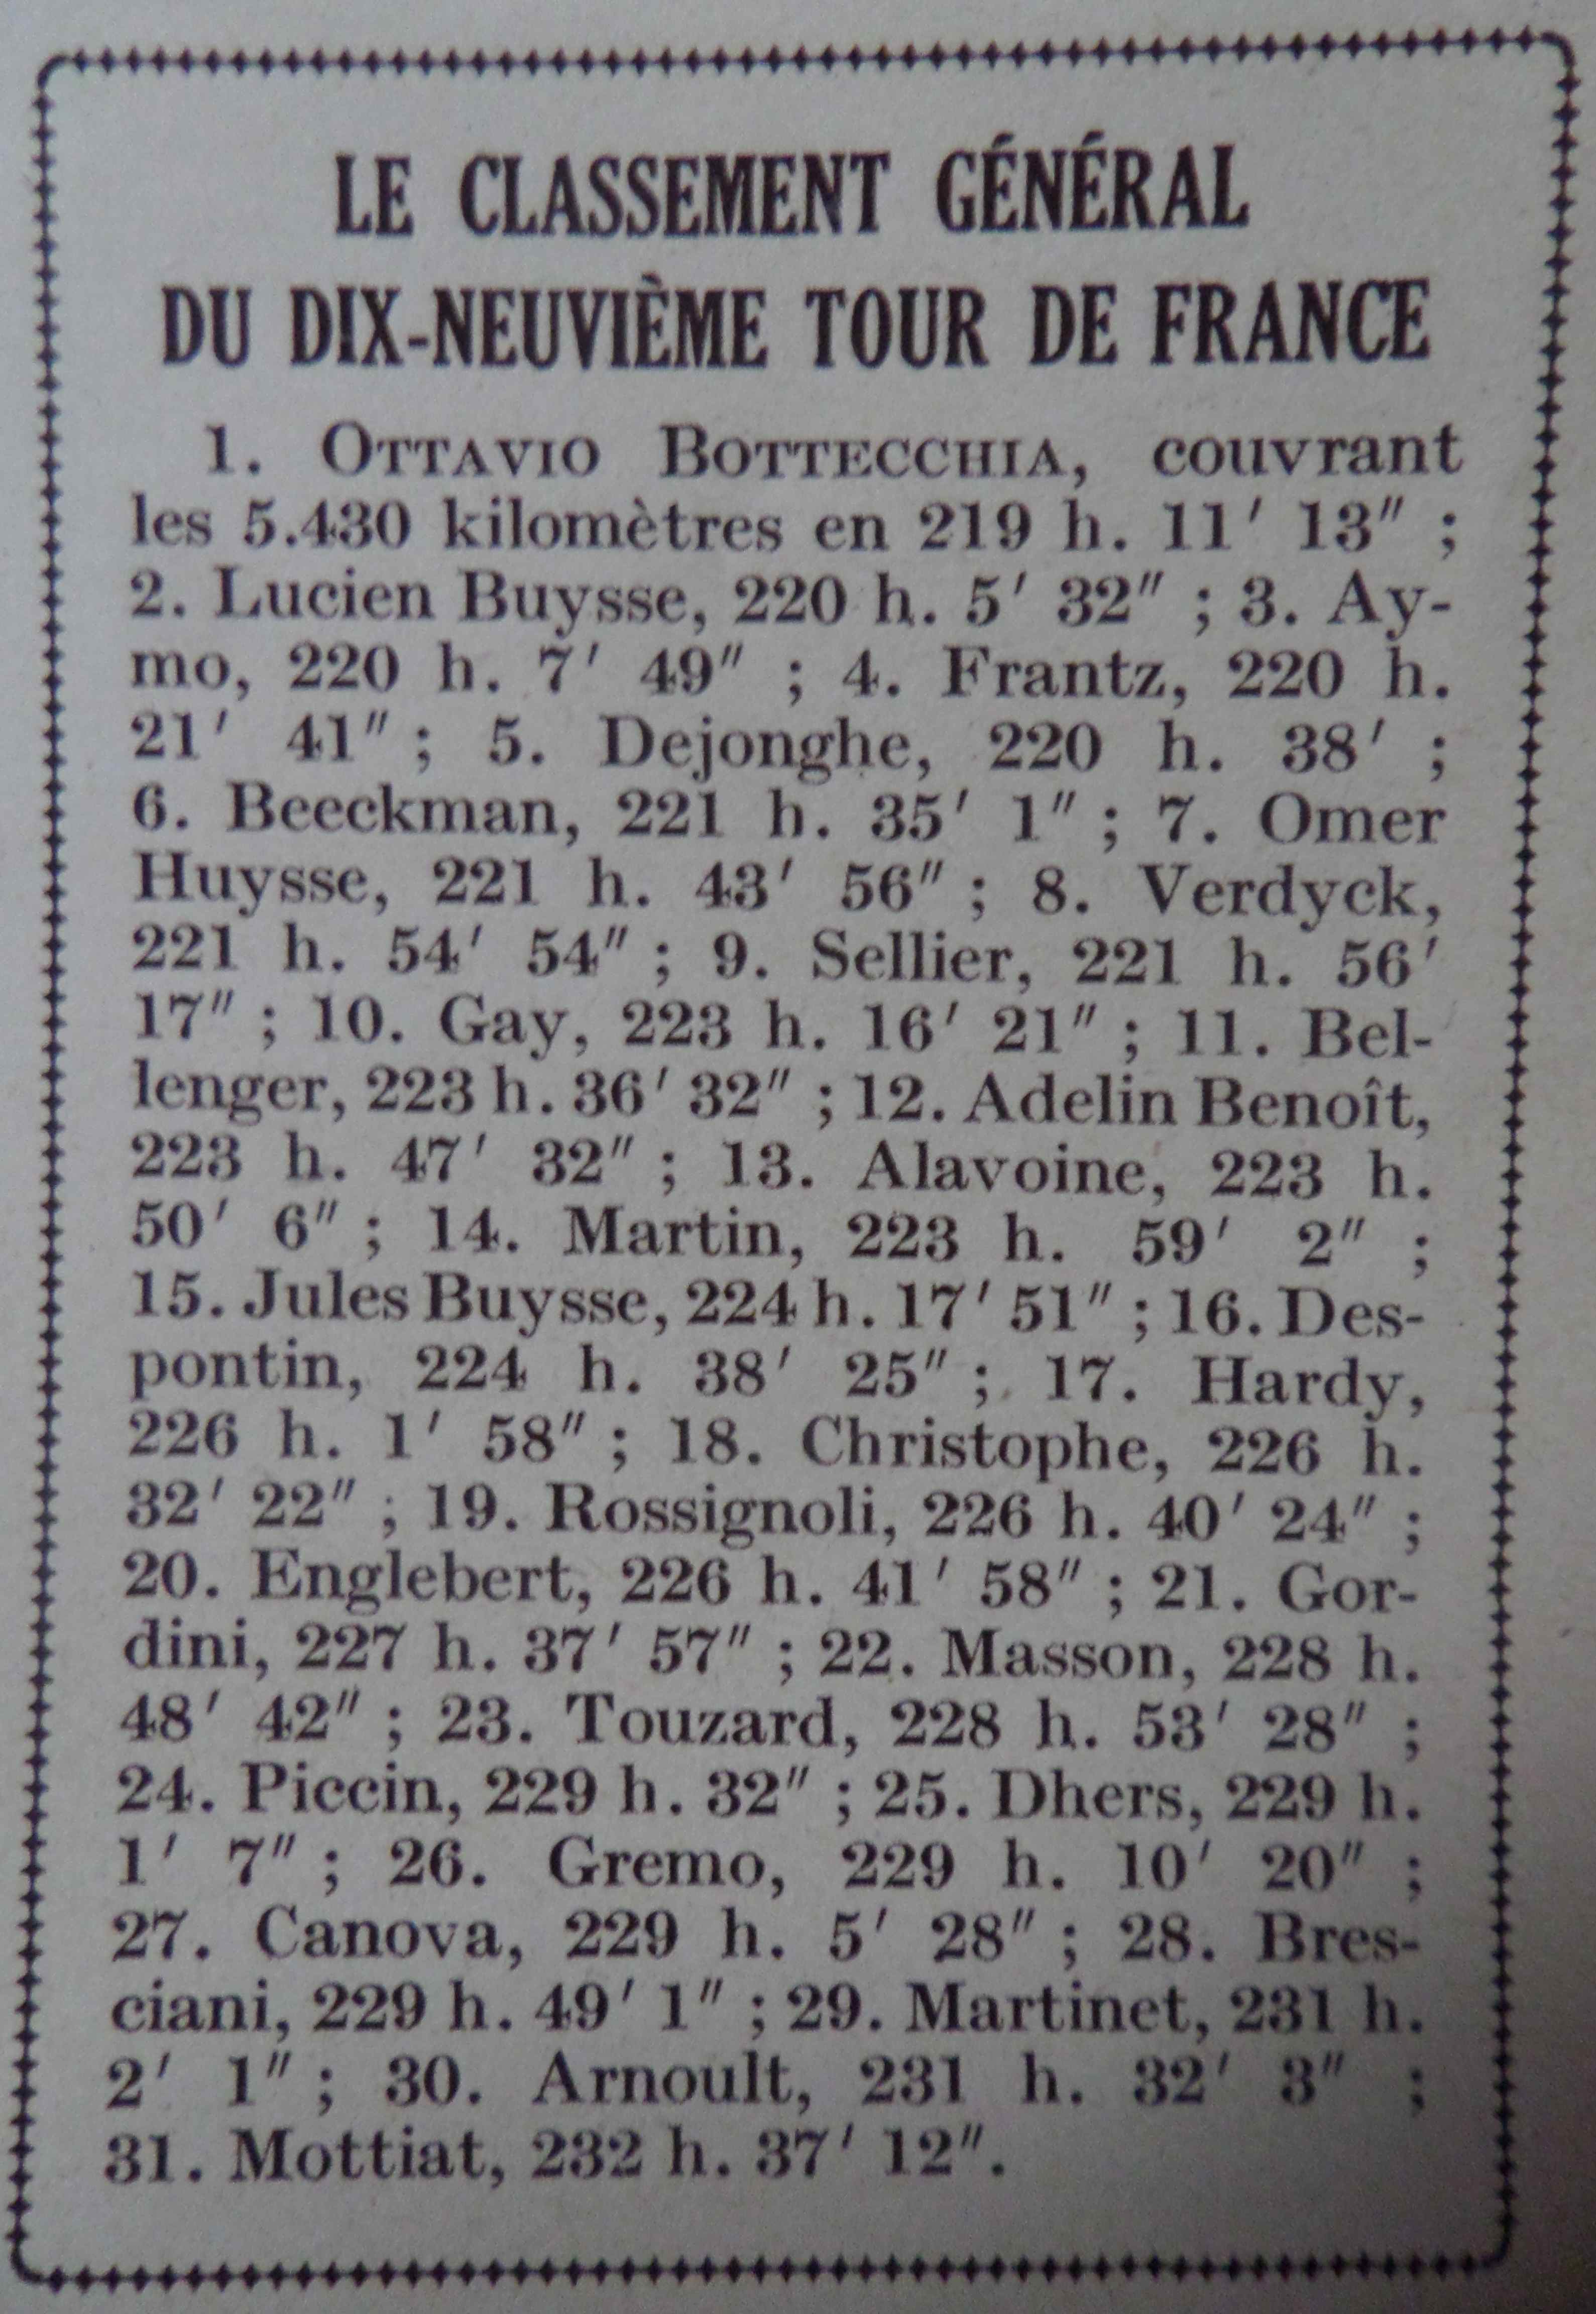 LE CLASSEMENT GÉNÉRAL
DU DIX-NEUVIÈME TOUR DE FRANCE
1. OTTAVIO BOTTECCHIA, couvrant
les 5.430 kilomètres en 219 h. 11′ 13″ ;
2. Lucien Buysse, 220 h. 5′ 32″ ; 3. Ay-
mo, 220 h. 7′ 49″ ; 4. Frantz, 220 h.
21′ 41″ ; 5. Dejonghe, 220 h. 38′ ;
6. Beeckman, 221 h. 35′ 1″ ; 7. Omer
Huysse, 221 h. 43′ 56″ ; 8. Verdyck,
221 h. 54′ 54″ ; 9. Sellier, 221 h. 56′
17″ ; 10. Gay, 223 h. 16′ 21″ ; 11. Bel-
lenger, 223 h. 36′ 32″ ; 12. Adelin Benoît,
223 h. 47′ 32″ ; 13. Alavoine, 223 h.
50′ 6″ ; 14. Martin, 223 h. 59′ 2″ ;
15. Jules Buysse, 224 h. 17′ 51″ ; 16. Des-
pontin, 224 h. 38′ 25″ ; 17. Hardy,
226 h. 1′ 58″ ; 18. Christophe, 226 h.
32′ 22″ ; 19. Rossignoli, 226 h. 40′ 24″ ;
20. Englebert, 226 h. 41′ 58″ ; 21. Gor-
dini, 227 h. 37′ 57″ ; 22. Masson, 228 h.
48′ 42″ ; 23. Touzard, 228 h. 53′ 28″ ;
24. Piccin, 229 h. 32″ ; 25. Dhers, 229 h.
1′ 7″ ; 26. Gremo, 229 h. 10′ 20″ ;
27. Canova, 229 h. 5′ 28″ ; 28. Bres-
ciani, 229 h. 49′ 1″ ; 29. Martinet, 231 h.
2′ 1″ ; 30. Arnoult, 231 h. 32′ 3″ ;
31. Mottiat, 232 h. 37′ 12″.